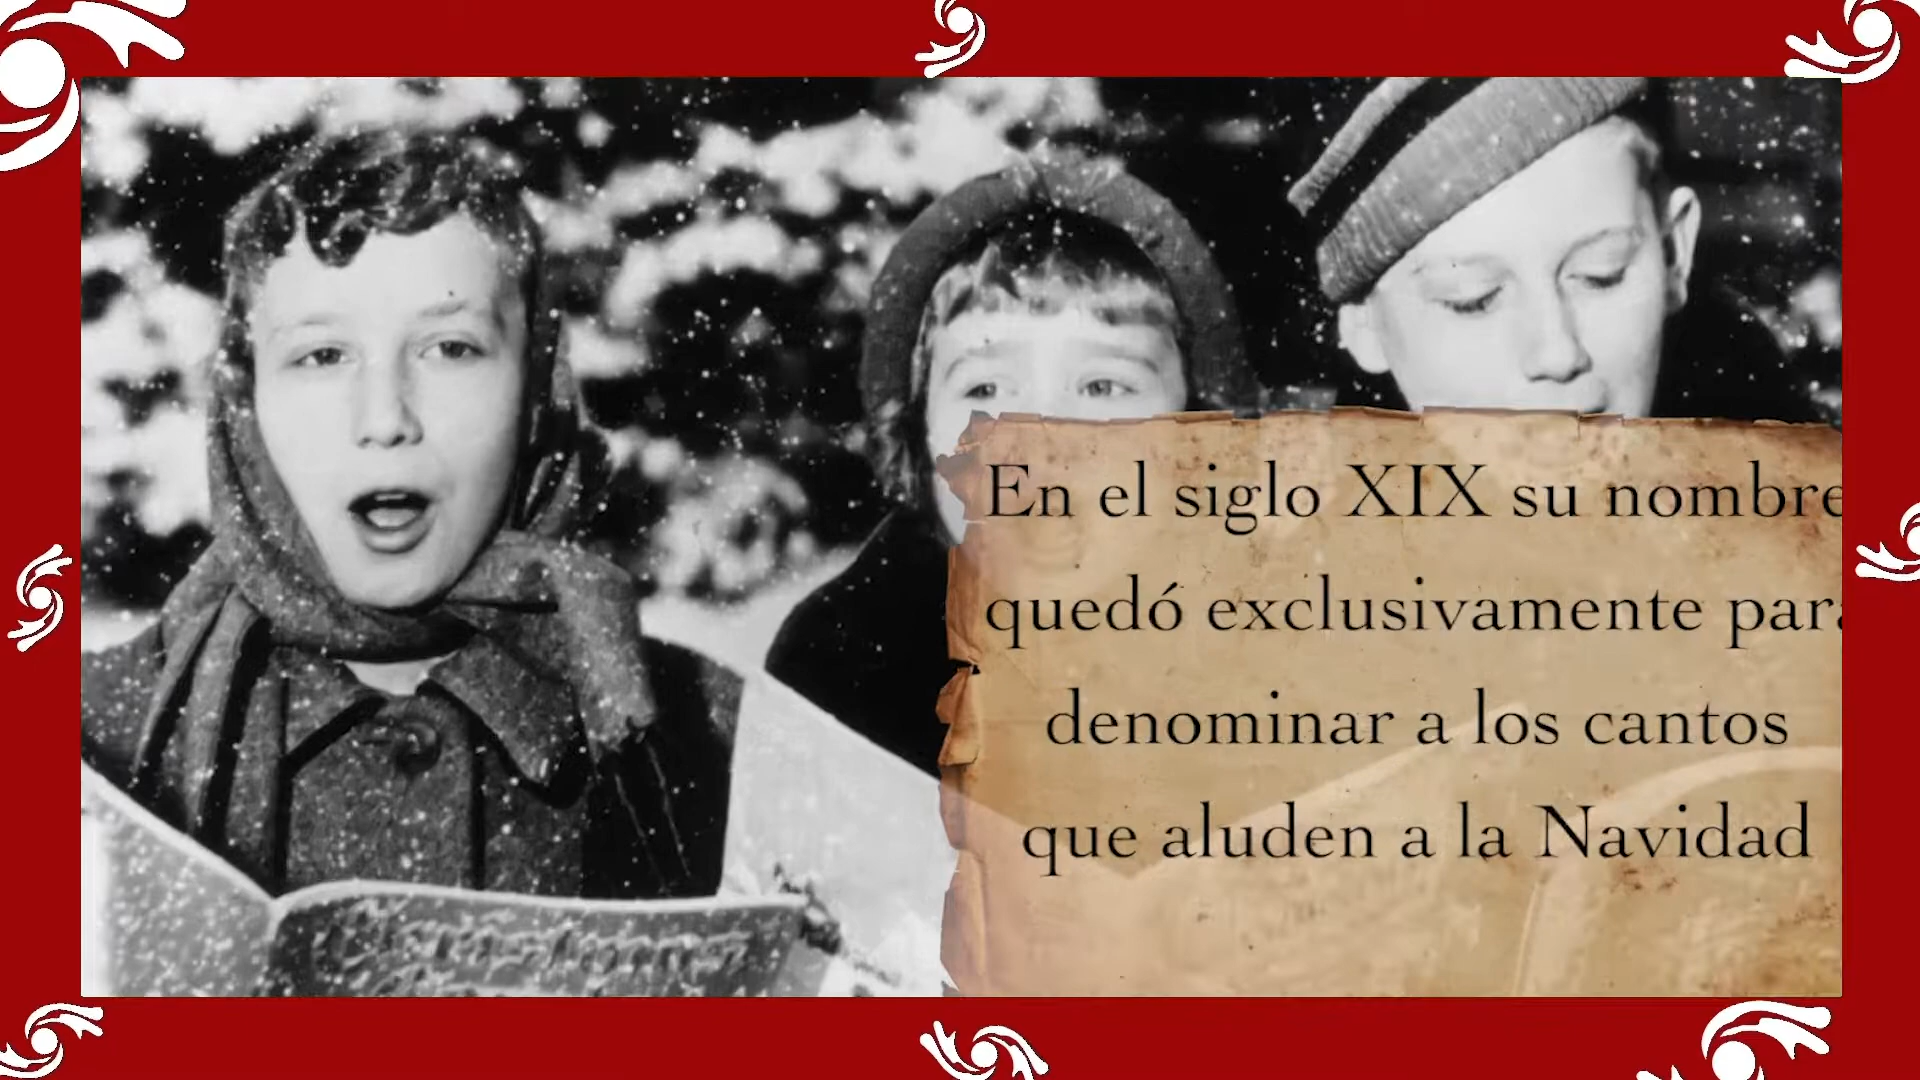 En el siglo XIX su nombre
quedó exclusivamente para
denominar a los cantos
que aluden a la Navidad